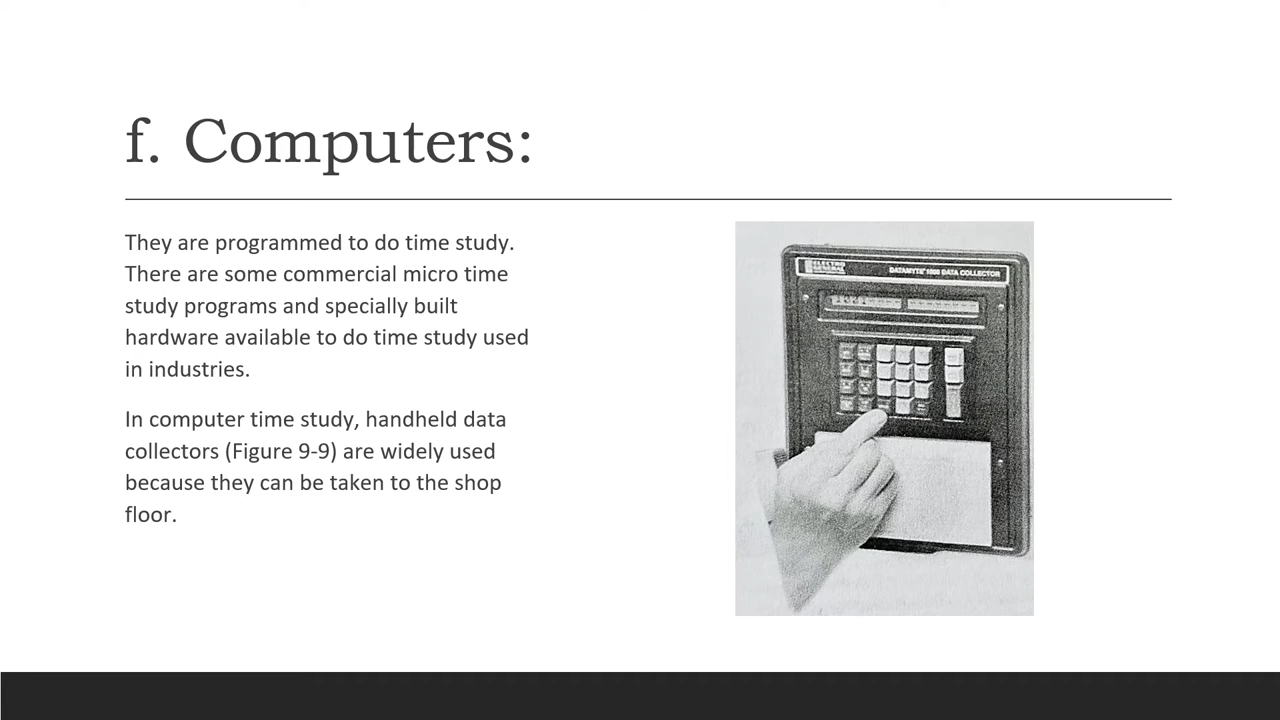 f. Computers:
They are programmed to do time study.
There are some commercial micro time
study programs and specially built
hardware available to do time study used
in industries.
In computer time study, handheld data
collectors (Figure 9-9) are widely used
because they can be taken to the shop
floor.
ELECTRO
GENERAL
DATAMYTE 1000 DATA COLLECTOR